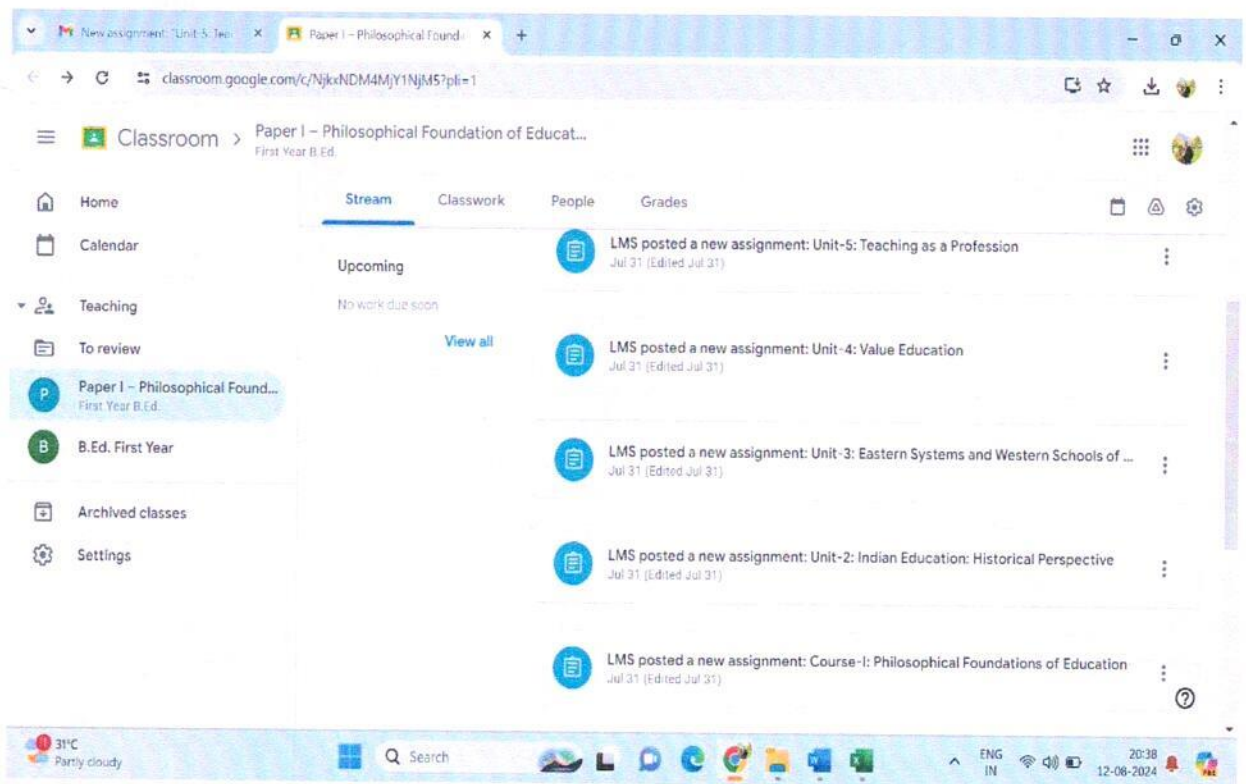 New assignment: "Unit-5: Tea
Paper I – Philosophical Found
classroom.google.com/c/NjkxNDM4MjY1NjM5?pli=1
Classroom > Paper I – Philosophical Foundation of Educat...
First Year B.Ed.
Home
Calendar
Teaching
To review
Paper I – Philosophical Found...
First Year B.Ed.
B.Ed. First Year
Archived classes
Settings
Stream Classwork People Grades
Upcoming
No work due soon
View all
LMS posted a new assignment: Unit-5: Teaching as a Profession
Jul 31 (Edited Jul 31)
LMS posted a new assignment: Unit-4: Value Education
Jul 31 (Edited Jul 31)
LMS posted a new assignment: Unit-3: Eastern Systems and Western Schools of ...
Jul 31 (Edited Jul 31)
LMS posted a new assignment: Unit-2: Indian Education: Historical Perspective
Jul 31 (Edited Jul 31)
LMS posted a new assignment: Course-I: Philosophical Foundations of Education
Jul 31 (Edited Jul 31)
31°C
Partly cloudy
Search
ENG
IN
20:38
12-08-2024